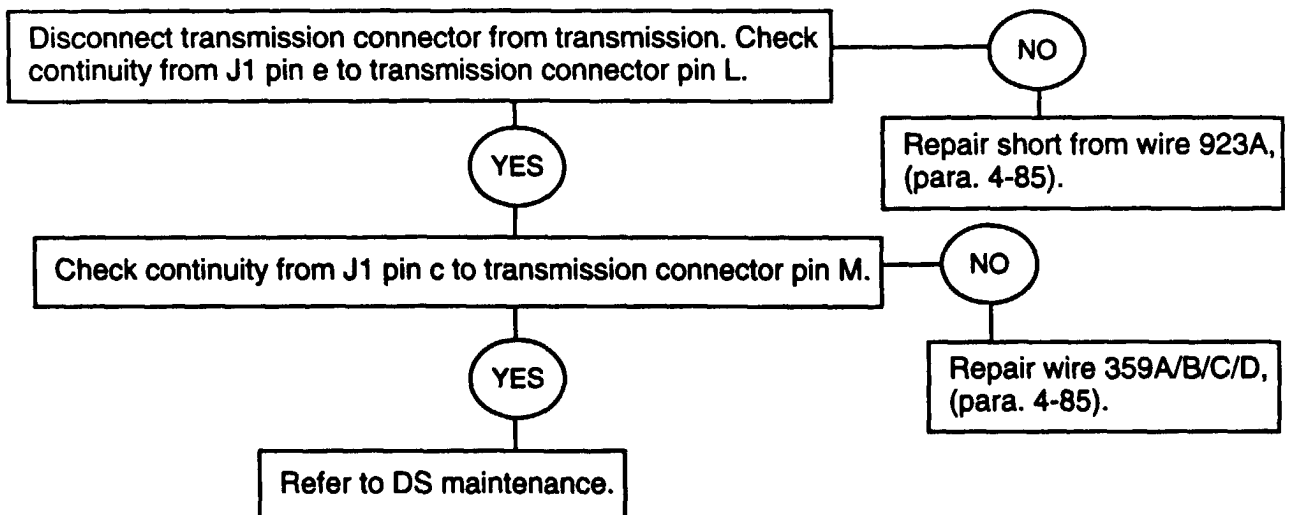 Disconnect transmission connector from transmission. Check
continuity from J1 pin e to transmission connector pin L.
NO
Repair short from wire 923A,
(para. 4-85).
YES
Check continuity from J1 pin c to transmission connector pin M.
NO
Repair wire 359A/B/C/D,
(para. 4-85).
YES
Refer to DS maintenance.